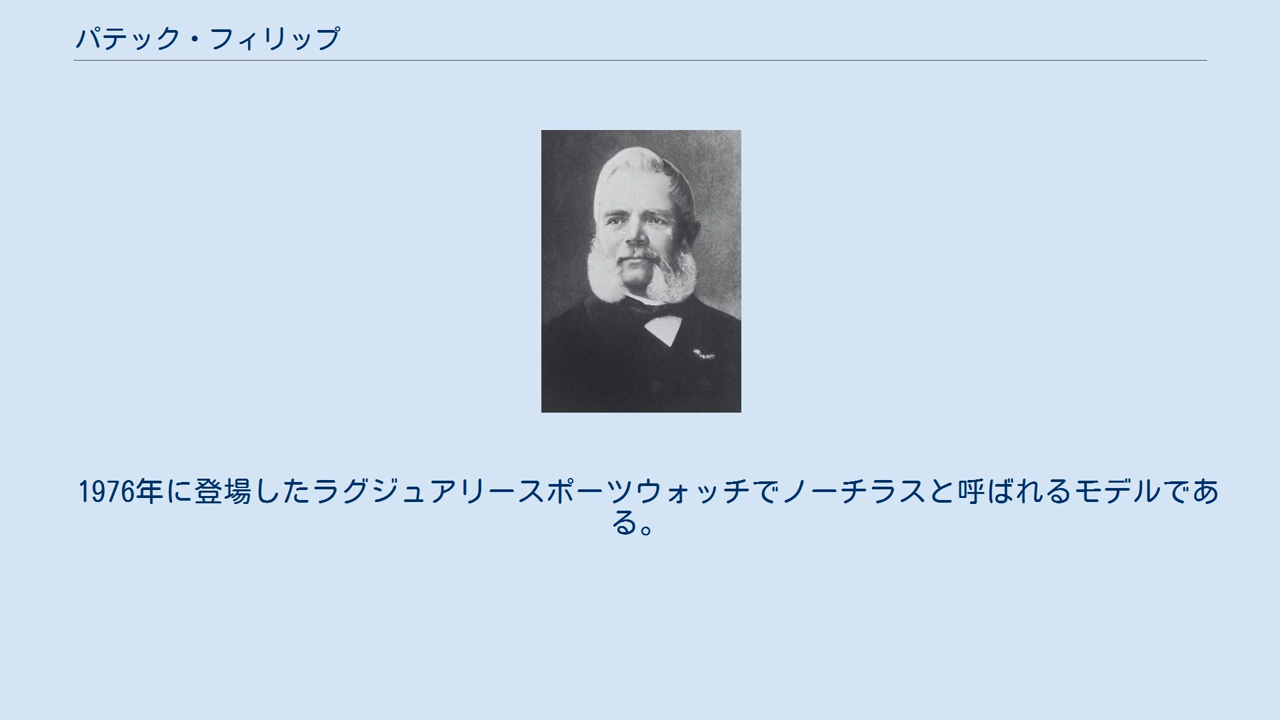 パテック・フィリップ
1976年に登場したラグジュアリースポーツウォッチでノーチラスと呼ばれるモデルであ
る。